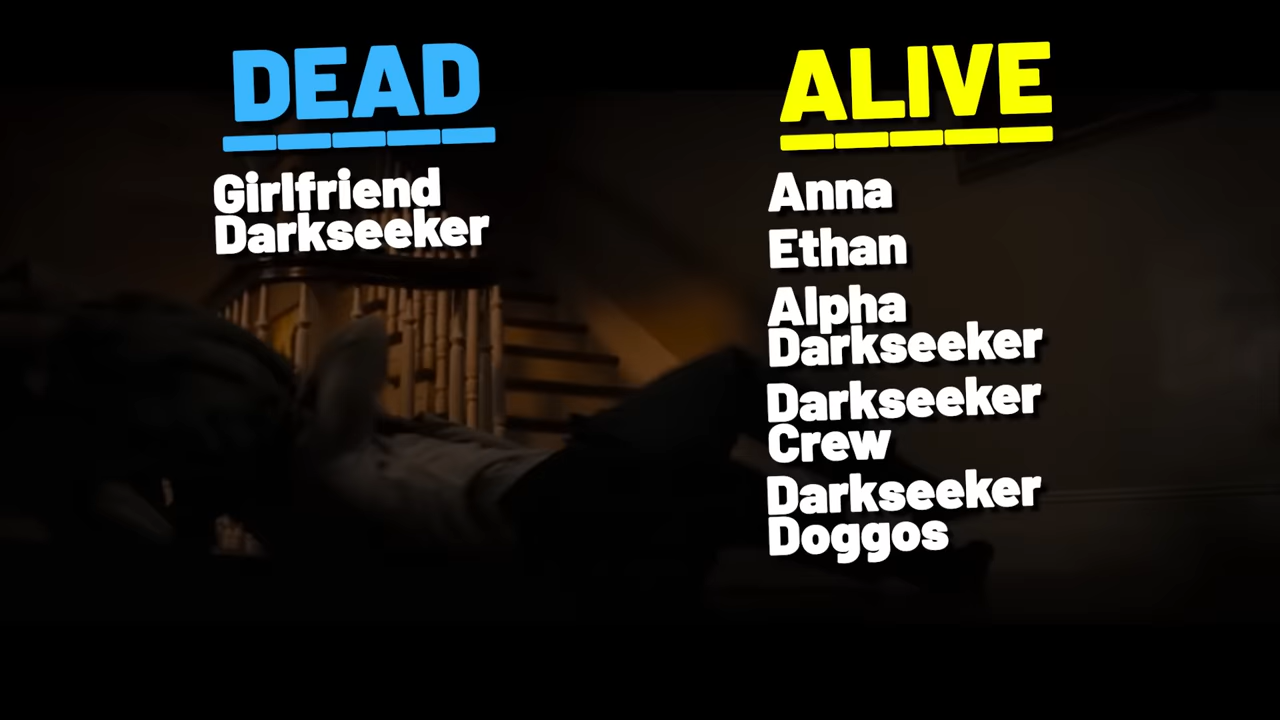 DEAD
Girlfriend
Darkseeker
ALIVE
Anna
Ethan
Alpha
Darkseeker
Darkseeker
Crew
Darkseeker
Doggos